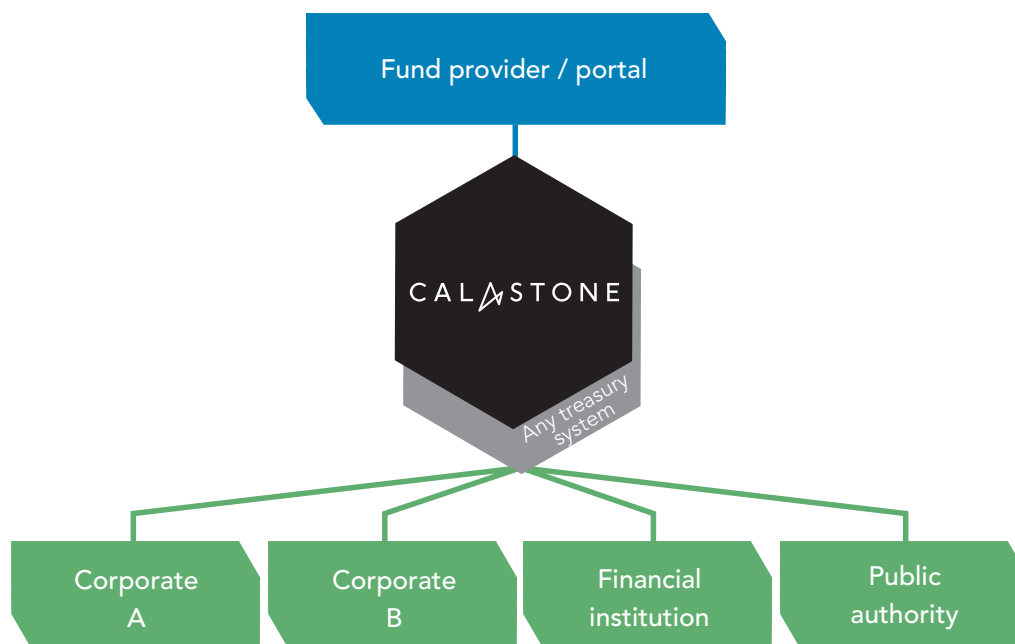 Fund provider / portal
CALASTONE
Any treasury
system
Corporate
A
Corporate
B
Financial
institution
Public
authority